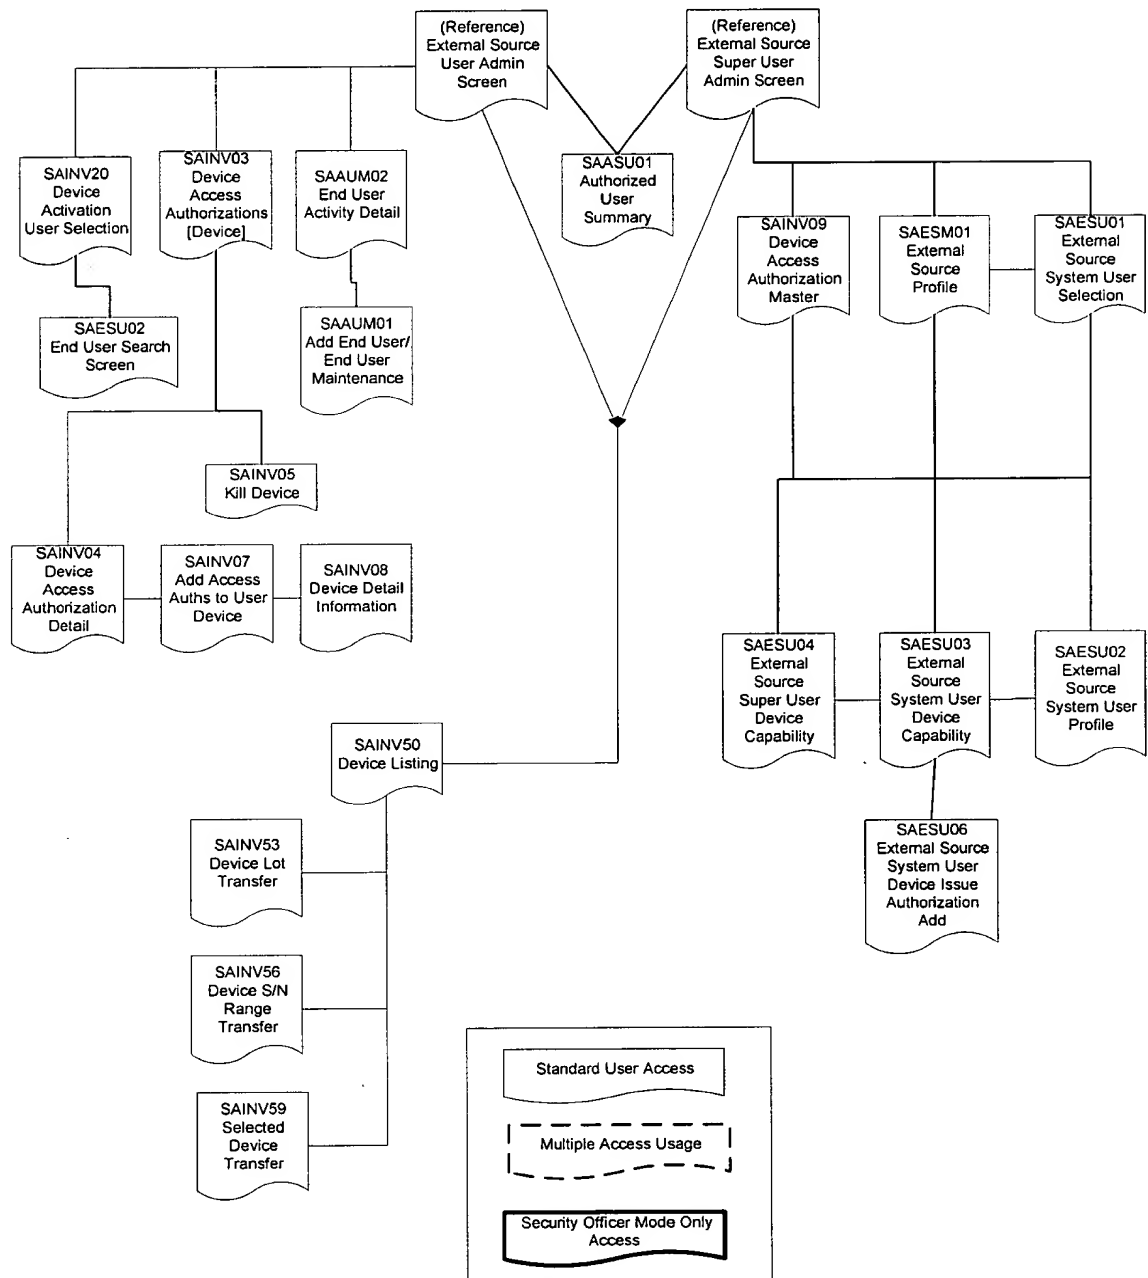 (Reference)
External Source
User Admin
Screen
(Reference)
External Source
Super User
Admin Screen
SAINV20
Device
Activation
User Selection
SAINV03
Device
Access
Authorizations
[Device]
SAAUM02
End User
Activity Detail
SAASU01
Authorized
User
Summary
SAINV09
Device
Access
Authorization
Master
SAESM01
External
Source
Profile
SAESU01
External
Source
System User
Selection
SAESU02
End User Search
Screen
SAAUM01
Add End User/
End User
Maintenance
SAINV05
Kill Device
SAINV04
Device
Access
Authorization
Detail
SAINV07
Add Access
Auths to User
Device
SAINV08
Device Detail
Information
SAESU04
External
Source
Super User
Device
Capability
SAESU03
External
Source
System User
Device
Capability
SAESU02
External
Source
System User
Profile
SAINV50
Device Listing
SAINV53
Device Lot
Transfer
SAESU06
External Source
System User
Device Issue
Authorization
Add
SAINV56
Device S/N
Range
Transfer
SAINV59
Selected
Device
Transfer
Standard User Access
Multiple Access Usage
Security Officer Mode Only
Access